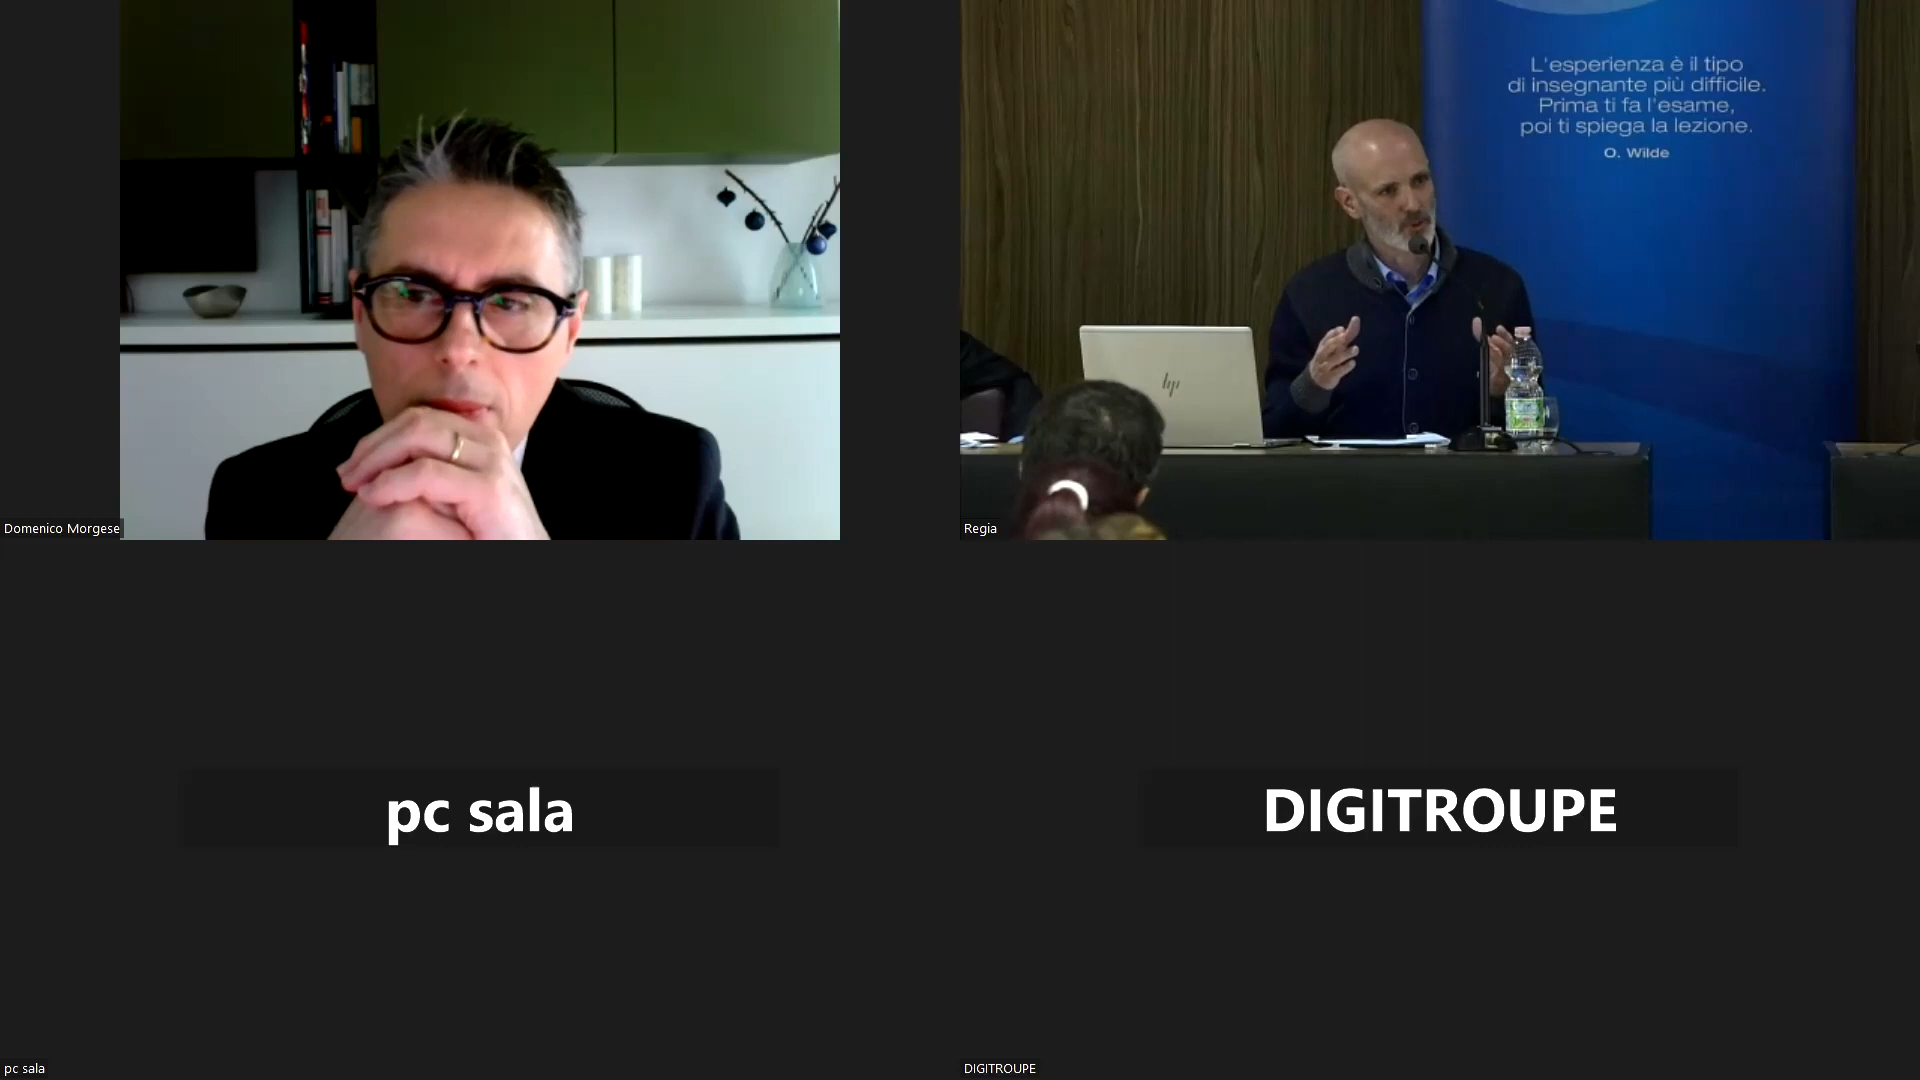 L'esperienza è il tipo
di insegnante più difficile.
Prima ti fa l'esame,
poi ti spiega la lezione.
O. Wilde
hp
Domenico Morgese
Regia
pc sala
DIGITROUPE
pc sala
DIGITROUPE